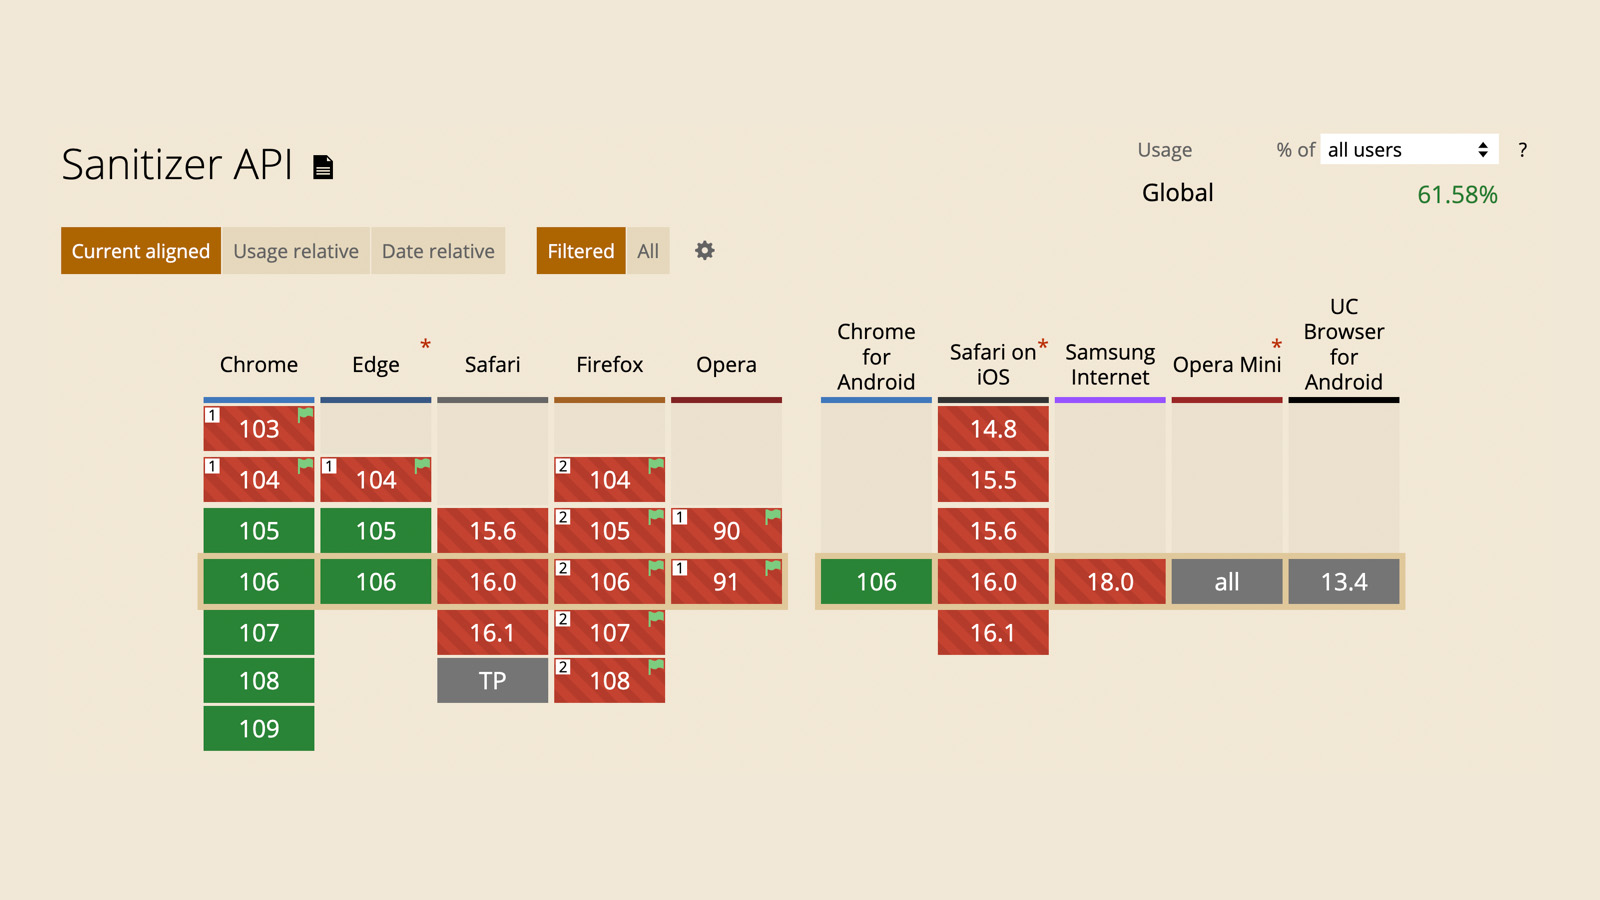 Sanitizer API
Usage % of all users ?
Global 61.58%
Current aligned Usage relative Date relative Filtered All
Chrome
Edge *
Safari
Firefox
Opera
Chrome
for
Android
Safari on *
iOS
Samsung
Internet
Opera Mini *
UC
Browser
for
Android
1 103 14.8
1 104 1 104 2 104 15.5
105 105 15.6 2 105 1 90 15.6
106 106 16.0 2 106 1 91 106 16.0 18.0 all 13.4
107 16.1 2 107 16.1
108 TP 2 108
109